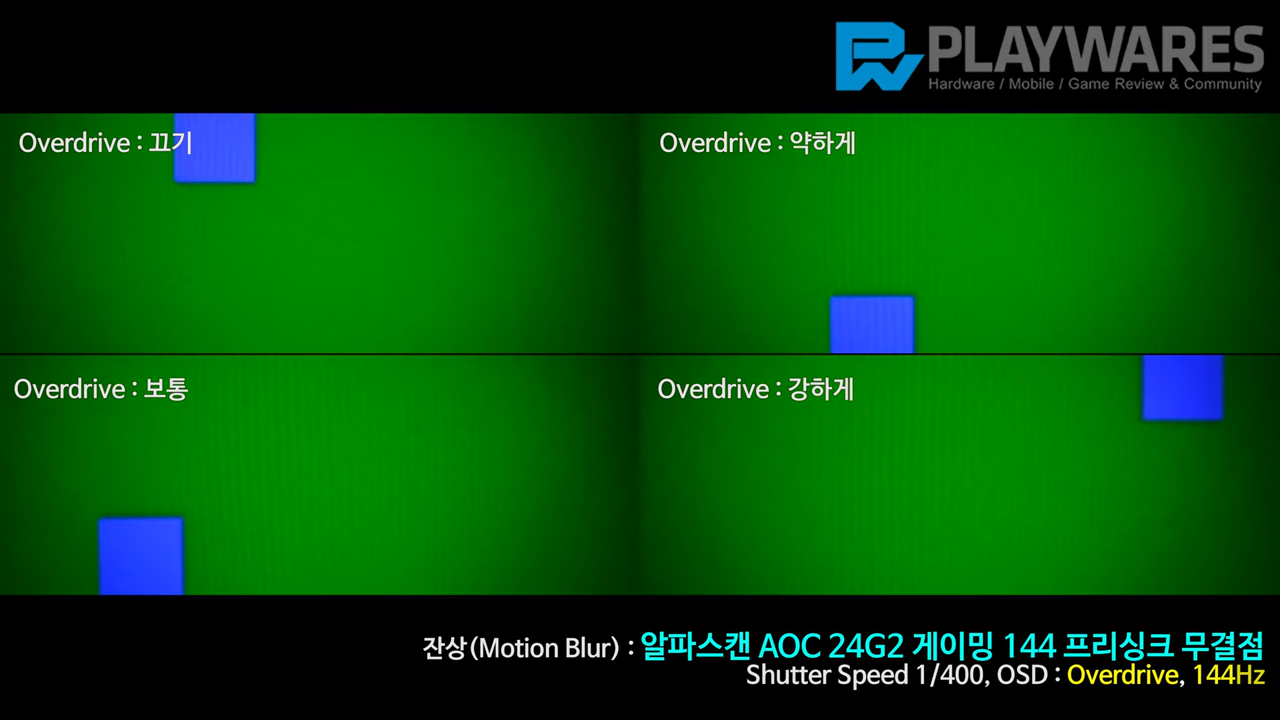 PLAYWARES
Hardware / Mobile / Game Review & Community
Overdrive : 끄기
Overdrive : 약하게
Overdrive : 보통
Overdrive : 강하게
잔상(Motion Blur) : 알파스캔 AOC 24G2 게이밍 144 프리싱크 무결점
Shutter Speed 1/400, OSD : Overdrive, 144Hz